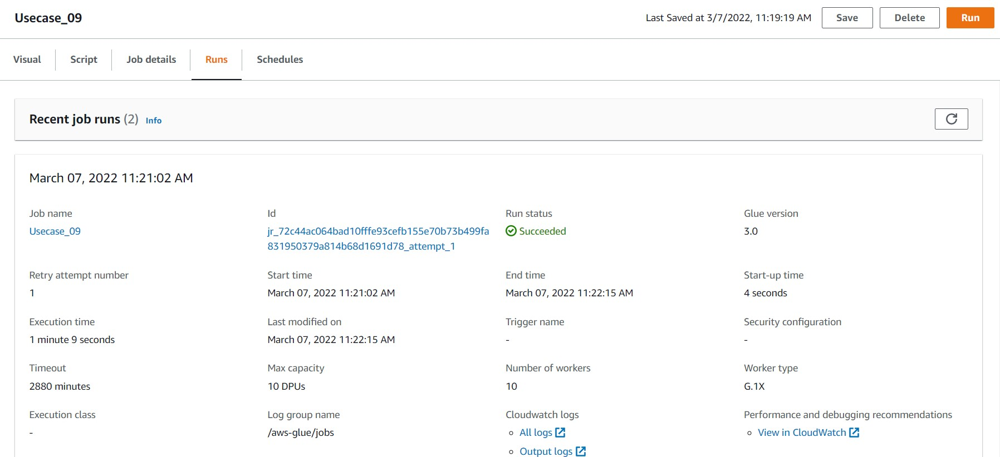 Usecase_09
Last Saved at 3/7/2022, 11:19:19 AM
Save
Delete
Run
Visual
Script
Job details
Runs
Schedules
Recent job runs (2) Info
March 07, 2022 11:21:02 AM
Job name
Id
Run status
Glue version
Usecase_09
jr_72c44ac064bad10fffe93cefb155e70b73b499fa
831950379a814b68d1691d78_attempt_1
Succeeded
3.0
Retry attempt number
Start time
End time
Start-up time
1
March 07, 2022 11:21:02 AM
March 07, 2022 11:22:15 AM
4 seconds
Execution time
Last modified on
Trigger name
Security configuration
1 minute 9 seconds
March 07, 2022 11:22:15 AM
-
-
Timeout
Max capacity
Number of workers
Worker type
2880 minutes
10 DPUs
10
G.1X
Execution class
Log group name
Cloudwatch logs
Performance and debugging recommendations
-
/aws-glue/jobs
All logs
View in CloudWatch
Output logs